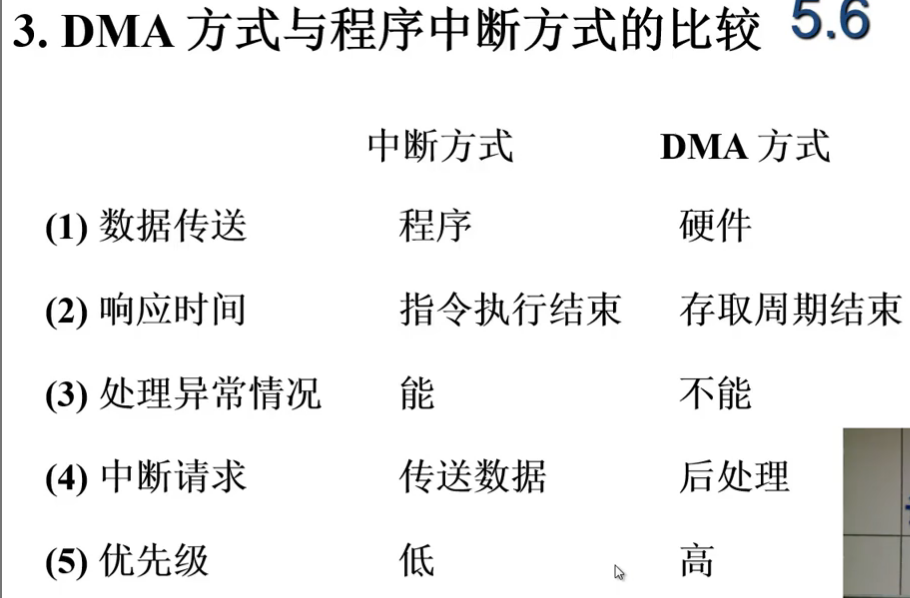 3. DMA 方式与程序中断方式的比较 5.6
中断方式 DMA 方式
(1) 数据传送 程序 硬件
(2) 响应时间 指令执行结束 存取周期结束
(3) 处理异常情况 能 不能
(4) 中断请求 传送数据 后处理
(5) 优先级 低 高